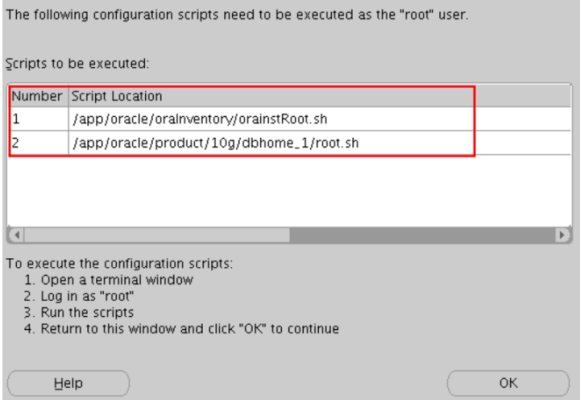 The following configuration scripts need to be executed as the "root" user.
Scripts to be executed:
Number Script Location
1 /app/oracle/oraInventory/orainstRoot.sh
2 /app/oracle/product/10g/dbhome_1/root.sh
To execute the configuration scripts:
1. Open a terminal window
2. Log in as "root"
3. Run the scripts
4. Return to this window and click "OK" to continue
Help OK